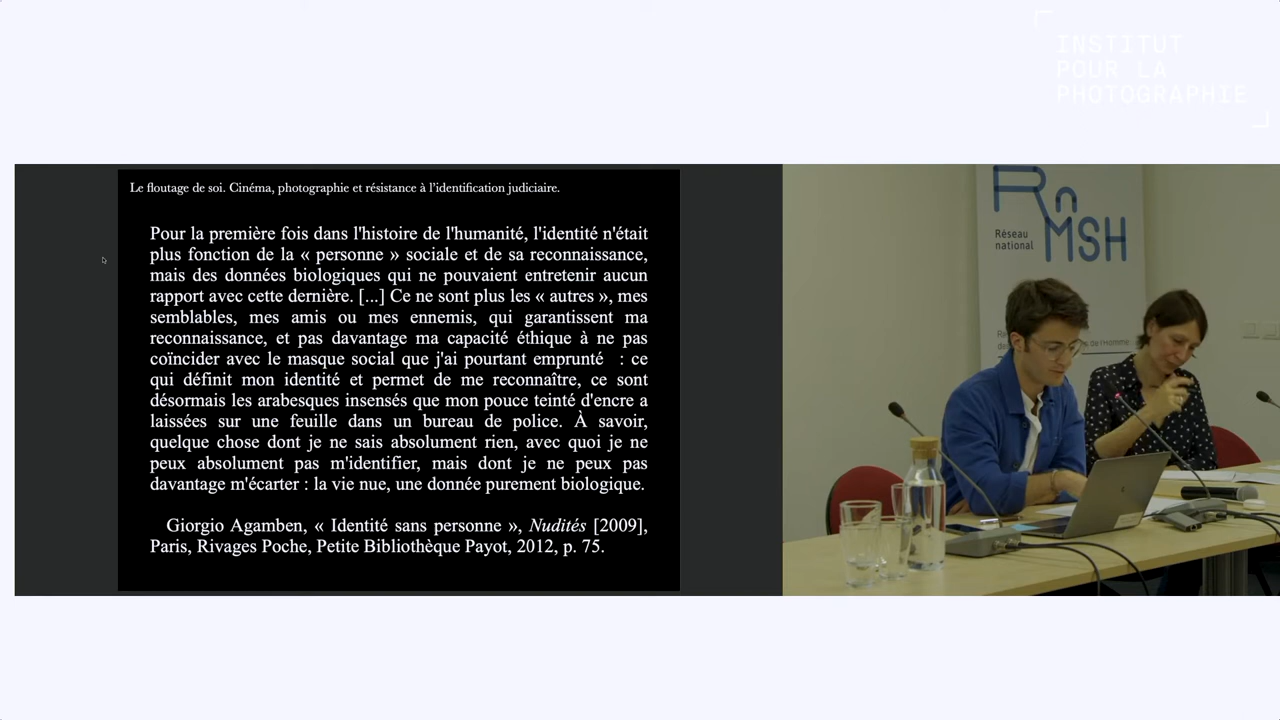 INSTITUT
POUR LA
PHOTOGRAPHIE
Le floutage de soi. Cinéma, photographie et résistance à l'identification judiciaire.
Pour la première fois dans l'histoire de l'humanité, l'identité n'était
plus fonction de la « personne » sociale et de sa reconnaissance,
mais des données biologiques qui ne pouvaient entretenir aucun
rapport avec cette dernière. [...] Ce ne sont plus les « autres », mes
semblables, mes amis ou mes ennemis, qui garantissent ma
reconnaissance, et pas davantage ma capacité éthique à ne pas
coïncider avec le masque social que j'ai pourtant emprunté : ce
qui définit mon identité et permet de me reconnaître, ce sont
désormais les arabesques insensés que mon pouce teinté d'encre a
laissées sur une feuille dans un bureau de police. À savoir,
quelque chose dont je ne sais absolument rien, avec quoi je ne
peux absolument pas m'identifier, mais dont je ne peux pas
davantage m'écarter : la vie nue, une donnée purement biologique.
Giorgio Agamben, « Identité sans personne », Nudités [2009],
Paris, Rivages Poche, Petite Bibliothèque Payot, 2012, p. 75.
RnMSH
Réseau
national
de l'Homme